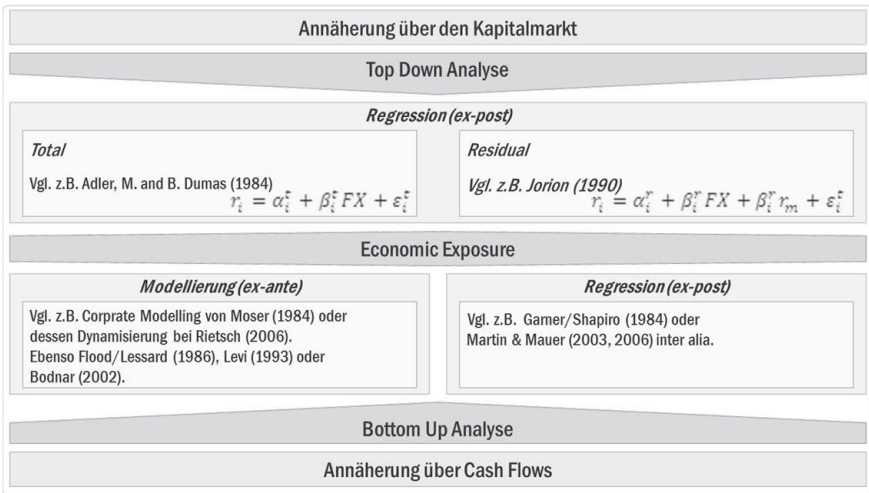 Annäherung über den Kapitalmarkt
Top Down Analyse
Regression (ex-post)
Total
Vgl. z.B. Adler, M. and B. Dumas (1984)
rᵢ = αᵢᵗ + βᵢᵗ FX + εᵢᵗ
Residual
Vgl. z.B. Jorion (1990)
rᵢ = αᵢʳ + βᵢʳ FX + βᵢʳ rₘ + εᵢᵗ
Economic Exposure
Modellierung (ex-ante)
Vgl. z.B. Corprate Modelling von Moser (1984) oder
dessen Dynamisierung bei Rietsch (2006).
Ebenso Flood/Lessard (1986), Levi (1993) oder
Bodnar (2002).
Regression (ex-post)
Vgl. z.B. Garner/Shapiro (1984) oder
Martin & Mauer (2003, 2006) inter alia.
Bottom Up Analyse
Annäherung über Cash Flows